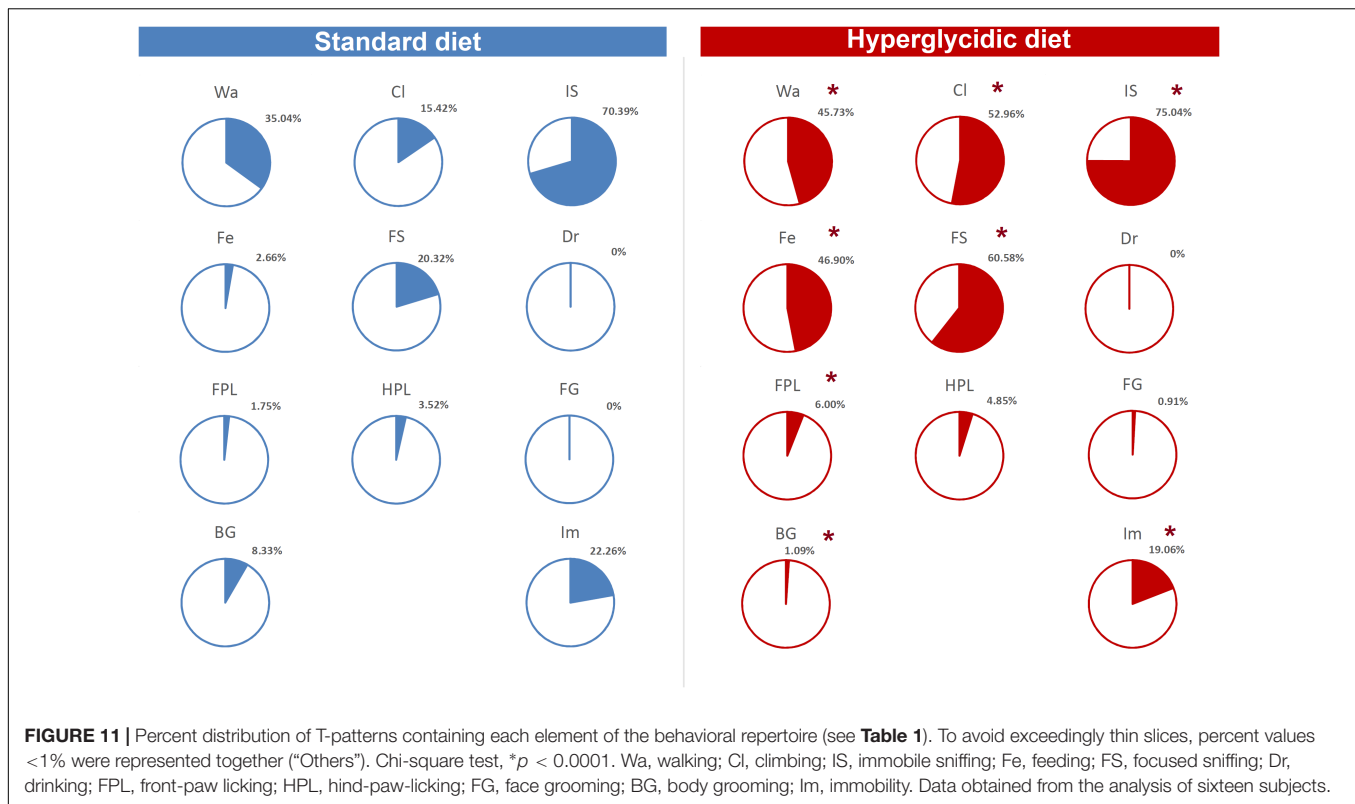 Standard diet
Hyperglycidic diet
Wa
35.04%
Cl
15.42%
IS
70.39%
Wa *
45.73%
Cl *
52.96%
IS *
75.04%
Fe
2.66%
FS
20.32%
Dr
0%
Fe *
46.90%
FS *
60.58%
Dr
0%
FPL
1.75%
HPL
3.52%
FG
0%
FPL *
6.00%
HPL
4.85%
FG
0.91%
BG
8.33%
Im
22.26%
BG *
1.09%
Im *
19.06%
FIGURE 11 | Percent distribution of T-patterns containing each element of the behavioral repertoire (see Table 1). To avoid exceedingly thin slices, percent values
<1% were represented together (“Others”). Chi-square test, *p < 0.0001. Wa, walking; Cl, climbing; IS, immobile sniffing; Fe, feeding; FS, focused sniffing; Dr,
drinking; FPL, front-paw licking; HPL, hind-paw-licking; FG, face grooming; BG, body grooming; Im, immobility. Data obtained from the analysis of sixteen subjects.